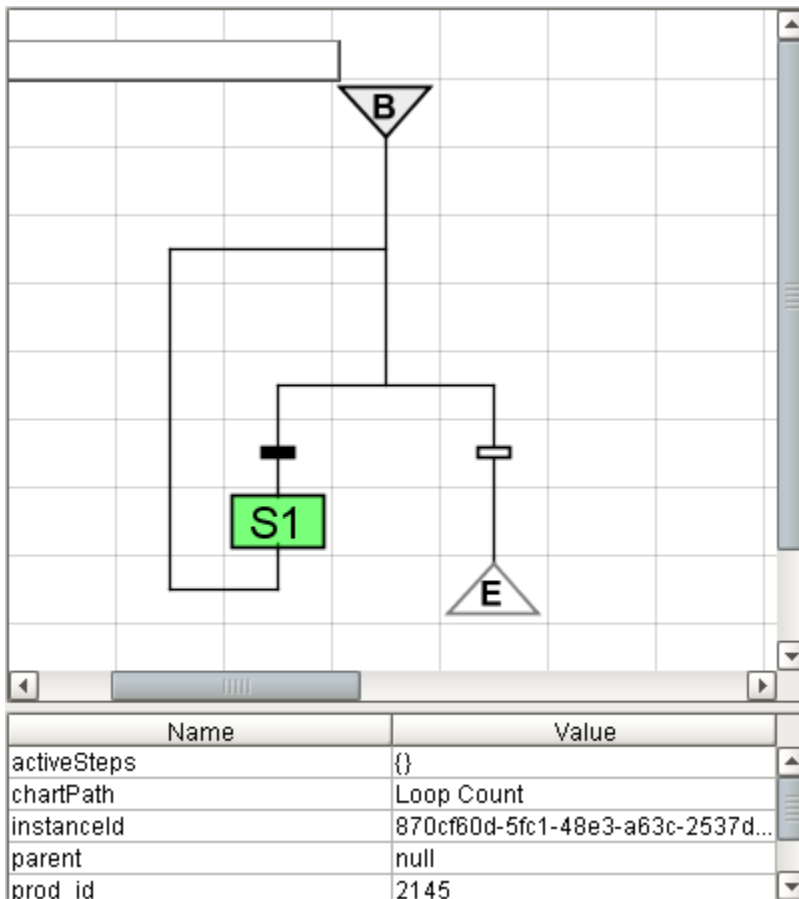 B
S1
E
Name Value
activeSteps {}
chartPath Loop Count
instanceId 870cf60d-5fc1-48e3-a63c-2537d...
parent null
prod_id 2145